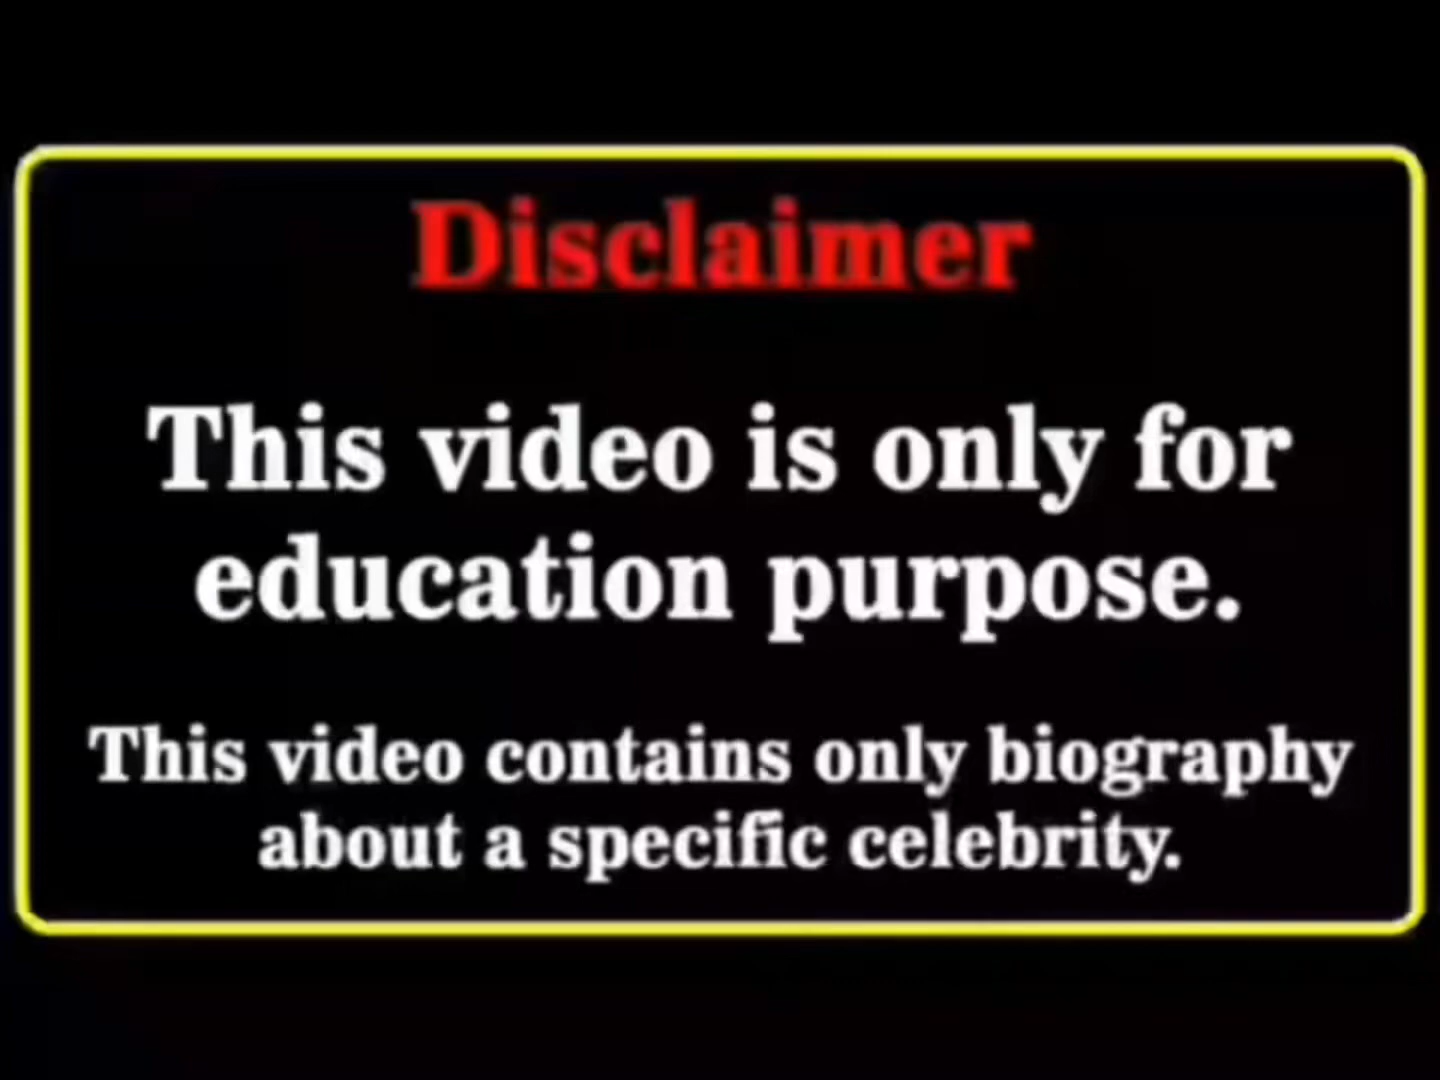 Disclaimer
This video is only for
education purpose.
This video contains only biography
about a specific celebrity.